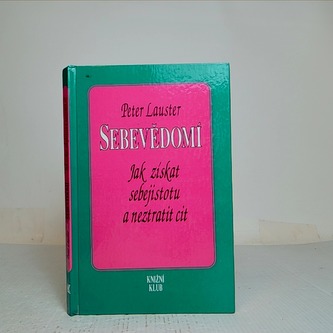 Peter Lauster
SEBEVĚDOMÍ
Jak získat
sebejistotu
a neztratit cit
KNIŽNÍ
KLUB